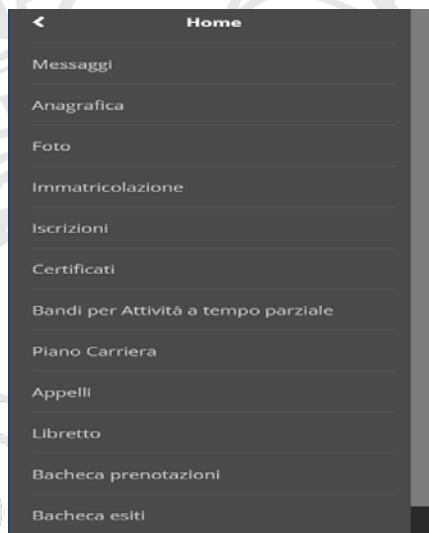 Home
Messaggi
Anagrafica
Foto
Immatricolazione
Iscrizioni
Certificati
Bandi per Attività a tempo parziale
Piano Carriera
Appelli
Libretto
Bacheca prenotazioni
Bacheca esiti